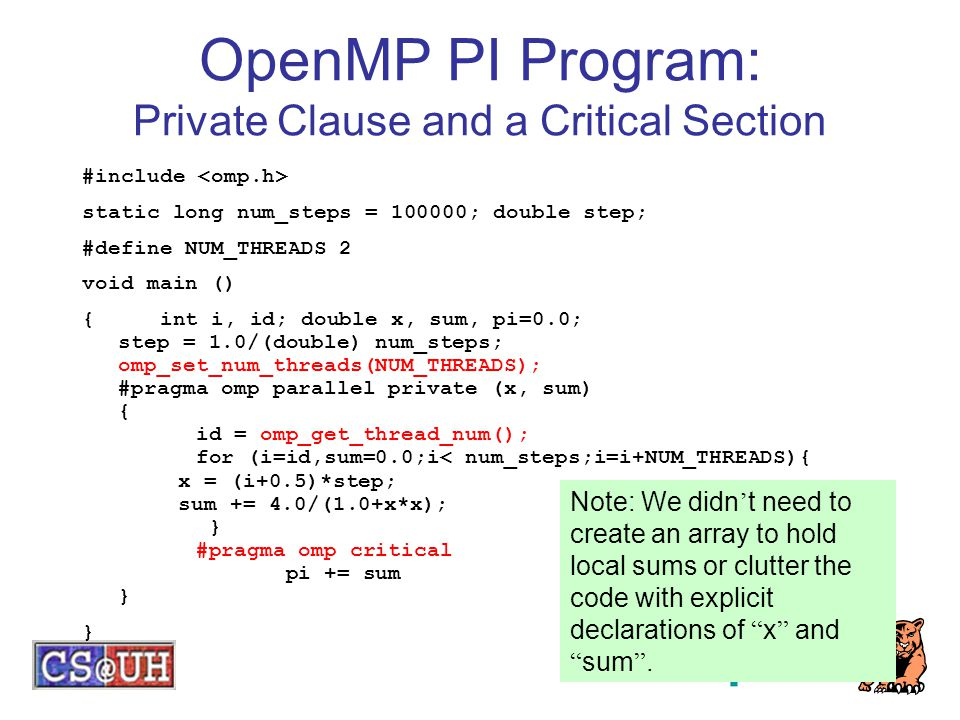 OpenMP PI Program:
Private Clause and a Critical Section
#include <omp.h>
static long num_steps = 100000; double step;
#define NUM_THREADS 2
void main ()
{ int i, id; double x, sum, pi=0.0;
step = 1.0/(double) num_steps;
omp_set_num_threads(NUM_THREADS);
#pragma omp parallel private (x, sum)
{
id = omp_get_thread_num();
for (i=id,sum=0.0;i< num_steps;i=i+NUM_THREADS){
x = (i+0.5)*step;
sum += 4.0/(1.0+x*x);
}
#pragma omp critical
pi += sum
}
}
Note: We didn’t need to
create an array to hold
local sums or clutter the
code with explicit
declarations of “x” and
“sum”.
CS@UH